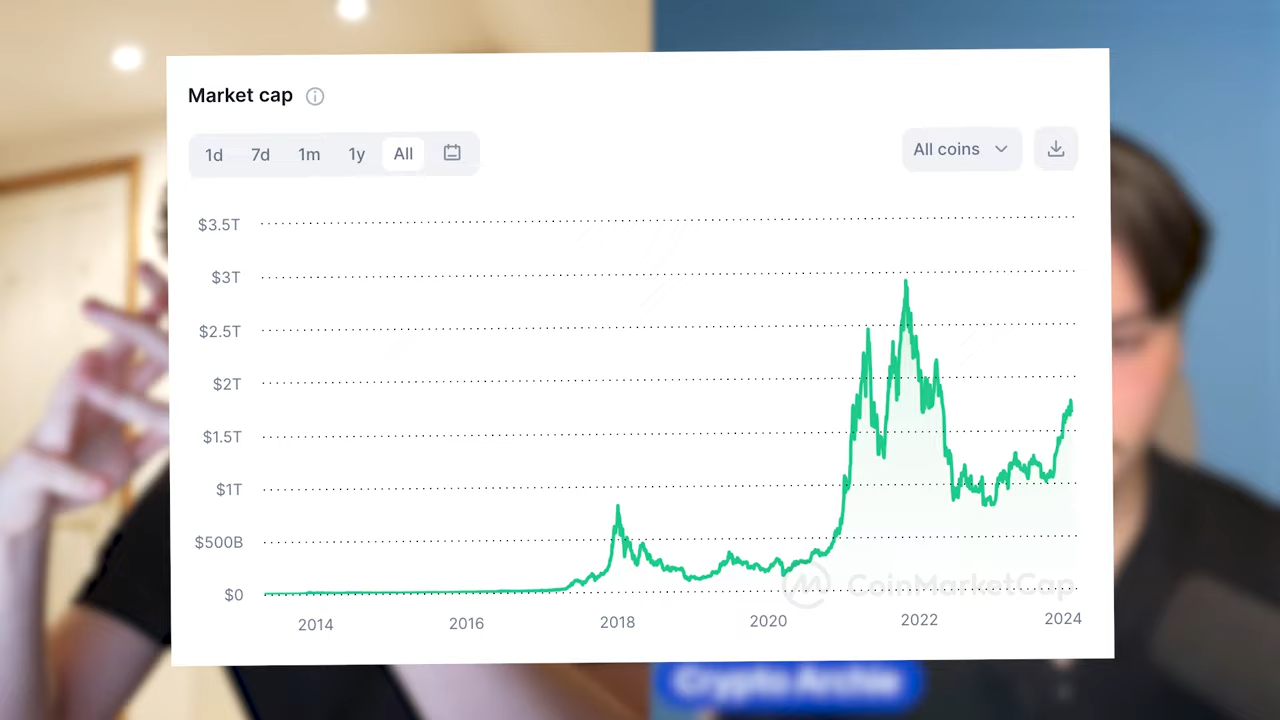 Market cap
1d 7d 1m 1y All
All coins
$3.5T
$3T
$2.5T
$2T
$1.5T
$1T
$500B
$0
CoinMarketCap
2014 2016 2018 2020 2022 2024
Crypto Archie